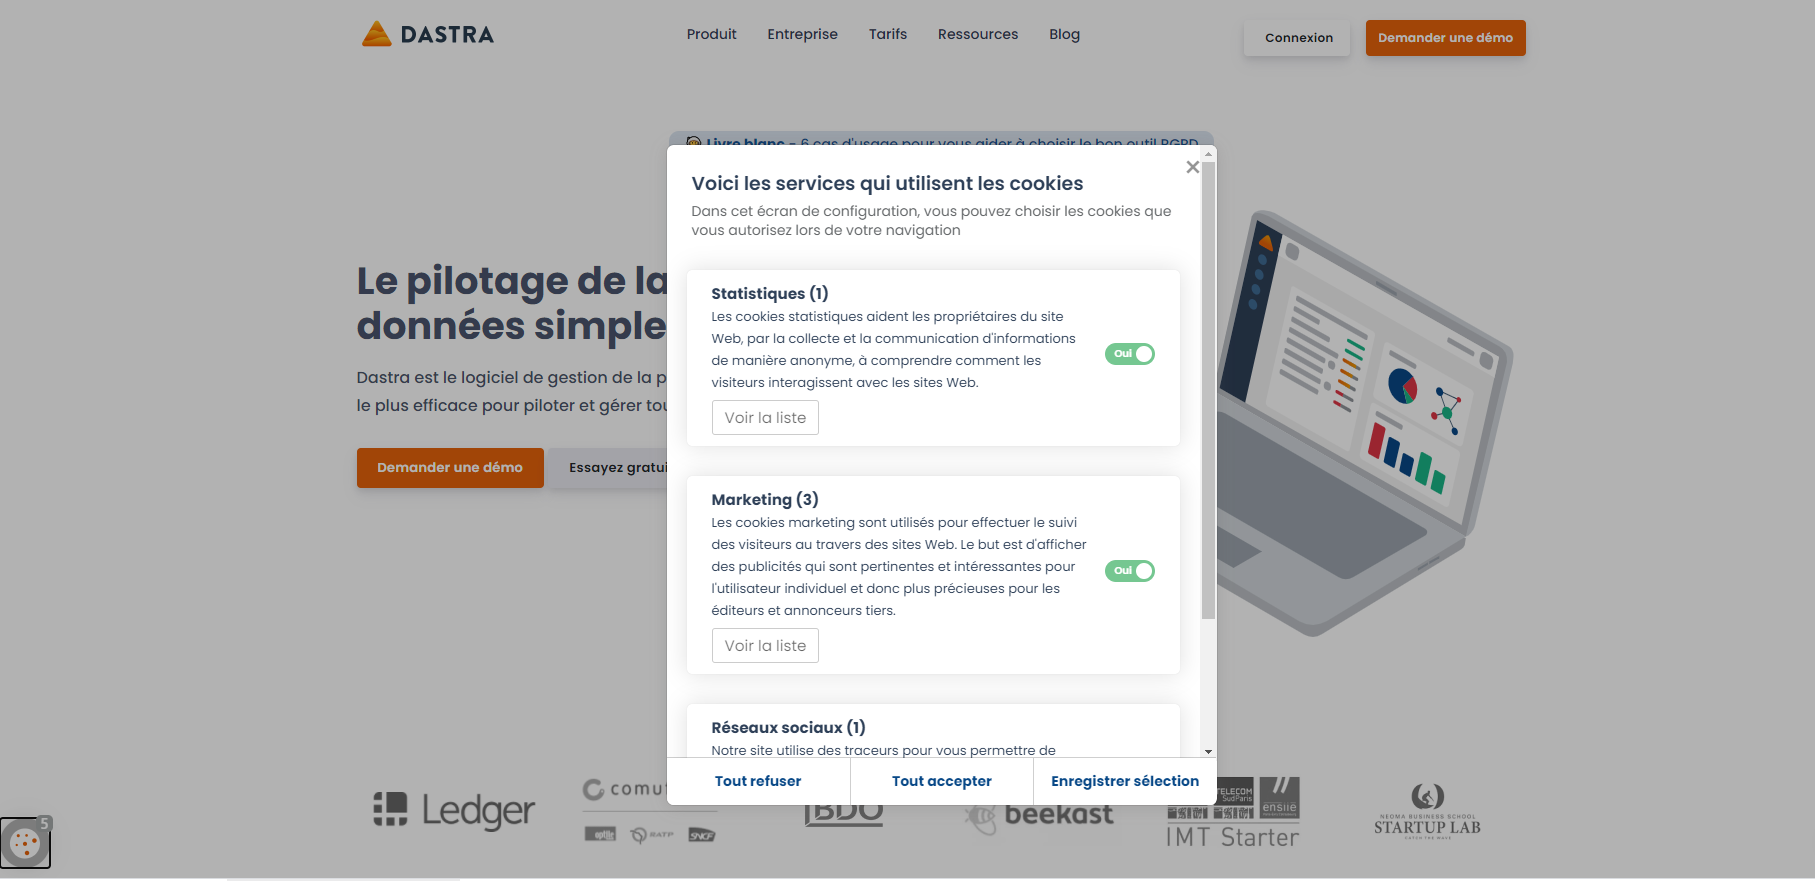 DASTRA
Produit
Entreprise
Tarifs
Ressources
Blog
Connexion
Demander une démo
Livre blanc - 6 cas d'usage pour vous aider à choisir le bon outil RGPD
Voici les services qui utilisent les cookies
Dans cet écran de configuration, vous pouvez choisir les cookies que
vous autorisez lors de votre navigation
Le pilotage de la
données simple
Dastra est le logiciel de gestion de la p
le plus efficace pour piloter et gérer tou
Demander une démo
Essayez gratui
Statistiques (1)
Les cookies statistiques aident les propriétaires du site
Web, par la collecte et la communication d'informations
de manière anonyme, à comprendre comment les
visiteurs interagissent avec les sites Web.
Oui
Voir la liste
Marketing (3)
Les cookies marketing sont utilisés pour effectuer le suivi
des visiteurs au travers des sites Web. Le but est d'afficher
des publicités qui sont pertinentes et intéressantes pour
l'utilisateur individuel et donc plus précieuses pour les
éditeurs et annonceurs tiers.
Oui
Voir la liste
Réseaux sociaux (1)
Notre site utilise des traceurs pour vous permettre de
Tout refuser
Tout accepter
Enregistrer sélection
Ledger
comut
optile
RATP
SNCF
BDO
beekast
TELECOM
SudParis
ensiie
IMT Starter
NEOMA BUSINESS SCHOOL
STARTUP LAB
CATCH THE WAVE
5